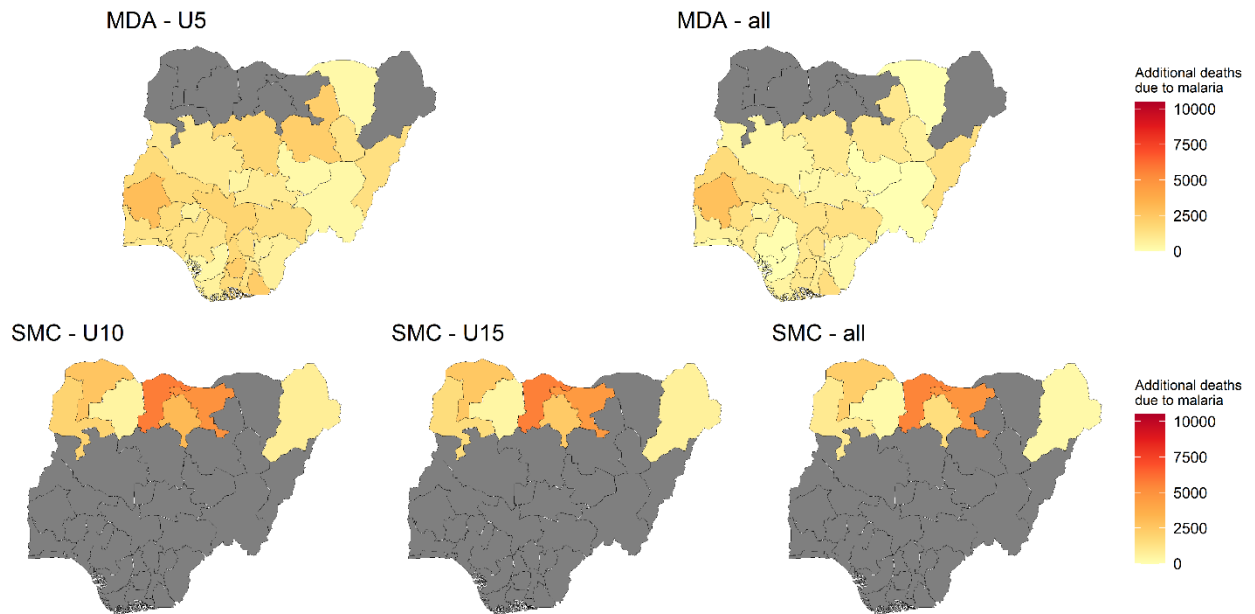 MDA - U5
MDA - all
Additional deaths
due to malaria
10000
7500
5000
2500
0
SMC - U10
SMC - U15
SMC - all
Additional deaths
due to malaria
10000
7500
5000
2500
0